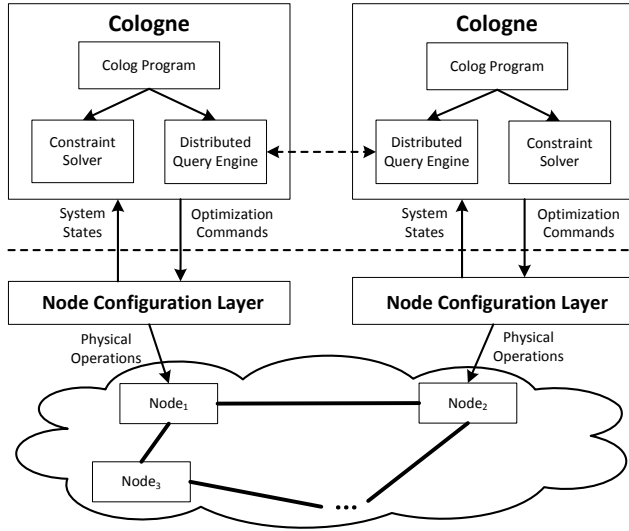 Cologne
Cologne
Colog Program
Colog Program
Constraint
Solver
Distributed
Query Engine
Distributed
Query Engine
Constraint
Solver
System
States
Optimization
Commands
System
States
Optimization
Commands
Node Configuration Layer
Node Configuration Layer
Physical
Operations
Physical
Operations
Node₁
Node₂
Node₃
...